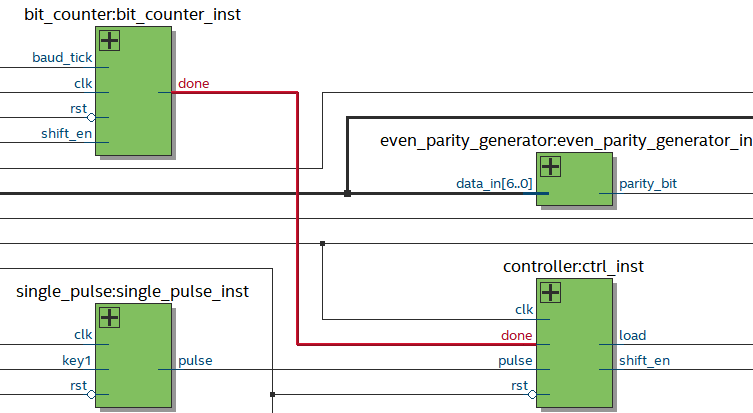 bit_counter:bit_counter_inst
baud_tick
clk
done
rst
shift_en
even_parity_generator:even_parity_generator_in
data_in[6..0]
parity_bit
controller:ctrl_inst
single_pulse:single_pulse_inst
clk
clk
done
load
key1
pulse
pulse
shift_en
rst
rst